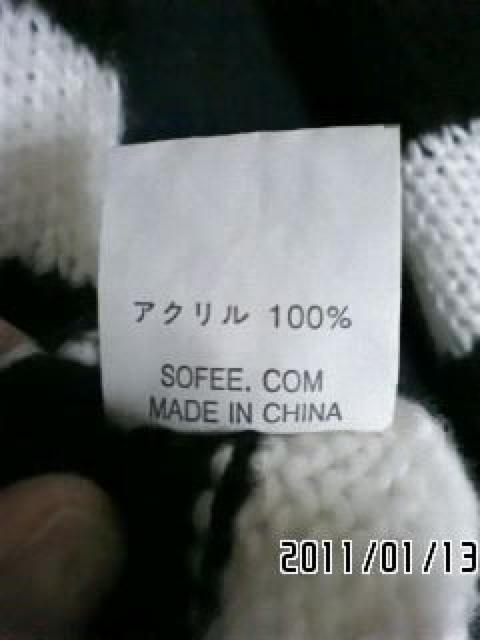 アクリル 100%
SOFEE. COM
MADE IN CHINA
2011/01/13